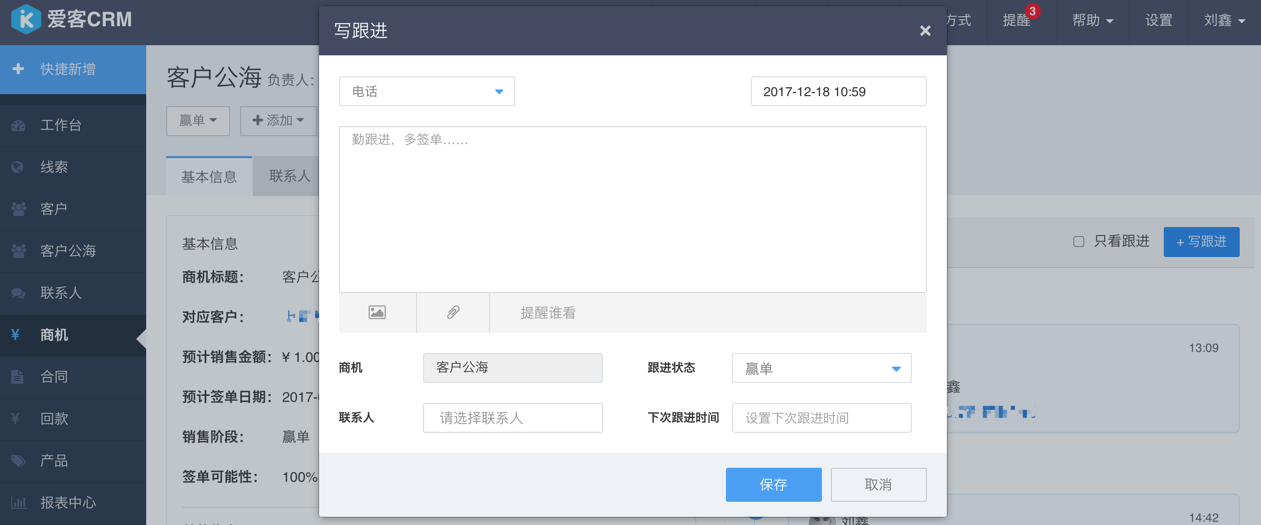 爱客CRM
写跟进
×
方式
提醒
3
帮助
设置
刘鑫
+ 快捷新增
工作台
线索
客户
客户公海
联系人
¥ 商机
合同
¥ 回款
产品
报表中心
客户公海 负责人:
赢单
+添加
基本信息
联系人
基本信息
商机标题:
客户公
对应客户:
预计销售金额: ¥ 1.00
预计签单日期: 2017-
销售阶段: 赢单
签单可能性: 100%
电话
2017-12-18 10:59
勤跟进，多签单……
提醒谁看
商机
客户公海
跟进状态
赢单
联系人
请选择联系人
下次跟进时间
设置下次跟进时间
保存
取消
只看跟进
+ 写跟进
13:09
鑫
14:42
刘鑫